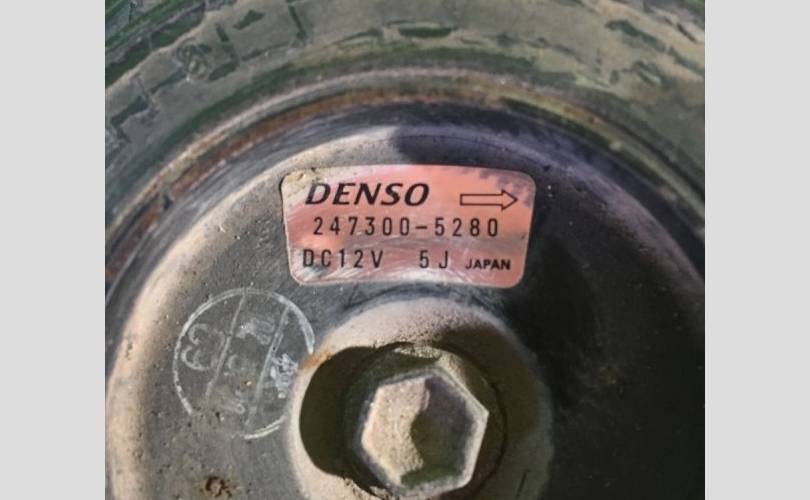 DENSO
247300-5280
DC12V 5J JAPAN